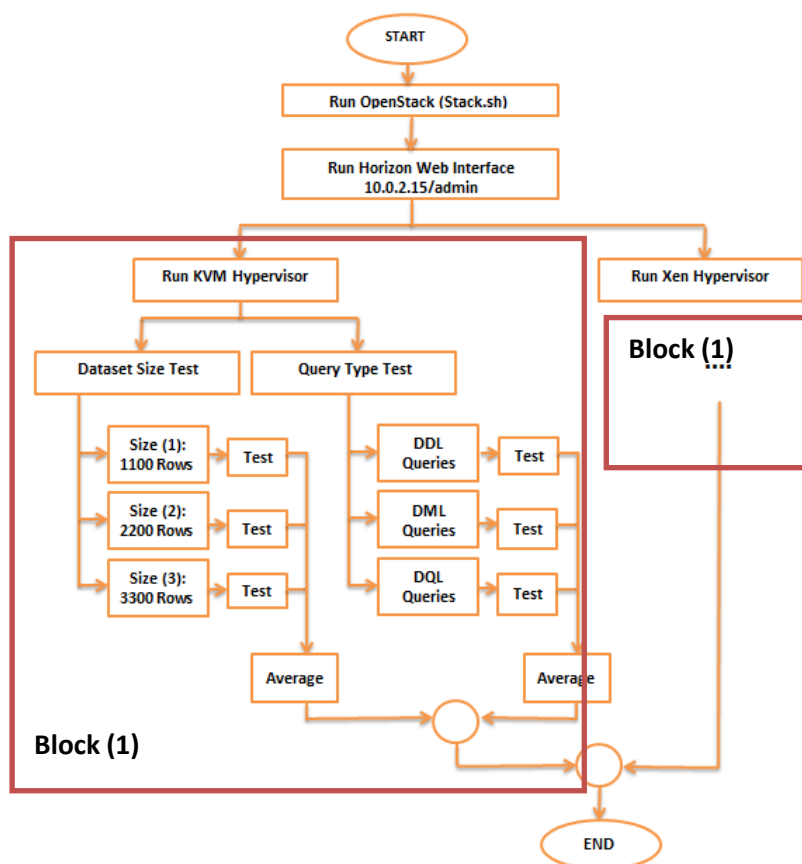 START
Run OpenStack (Stack.sh)
Run Horizon Web Interface
10.0.2.15/admin
Run KVM Hypervisor
Run Xen Hypervisor
Dataset Size Test
Query Type Test
Block (1)
....
Size (1):
1100 Rows
Test
DDL
Queries
Test
Size (2):
2200 Rows
Test
DML
Queries
Test
Size (3):
3300 Rows
Test
DQL
Queries
Test
Average
Average
Block (1)
END